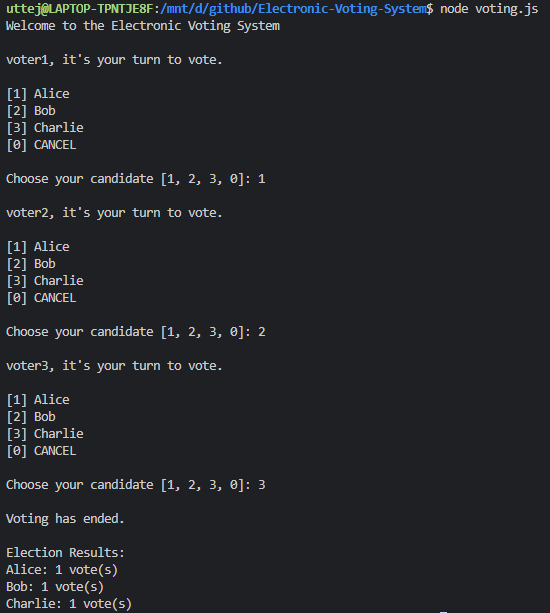 uttej@LAPTOP-TPNTJE8F:/mnt/d/github/Electronic-Voting-System$ node voting.js
Welcome to the Electronic Voting System
voter1, it's your turn to vote.
[1] Alice
[2] Bob
[3] Charlie
[0] CANCEL
Choose your candidate [1, 2, 3, 0]: 1
voter2, it's your turn to vote.
[1] Alice
[2] Bob
[3] Charlie
[0] CANCEL
Choose your candidate [1, 2, 3, 0]: 2
voter3, it's your turn to vote.
[1] Alice
[2] Bob
[3] Charlie
[0] CANCEL
Choose your candidate [1, 2, 3, 0]: 3
Voting has ended.
Election Results:
Alice: 1 vote(s)
Bob: 1 vote(s)
Charlie: 1 vote(s)